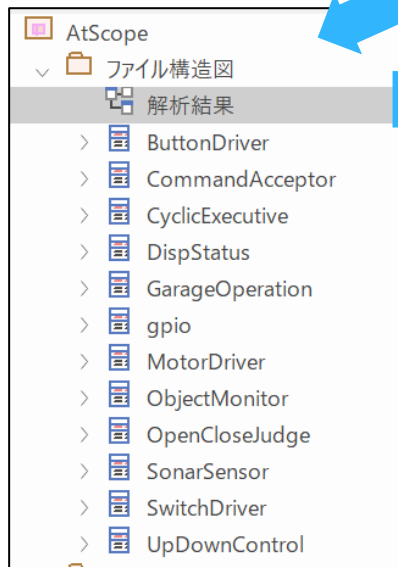 AtScope
ファイル構造図
解析結果
ButtonDriver
CommandAcceptor
CyclicExecutive
DispStatus
GarageOperation
gpio
MotorDriver
ObjectMonitor
OpenCloseJudge
SonarSensor
SwitchDriver
UpDownControl